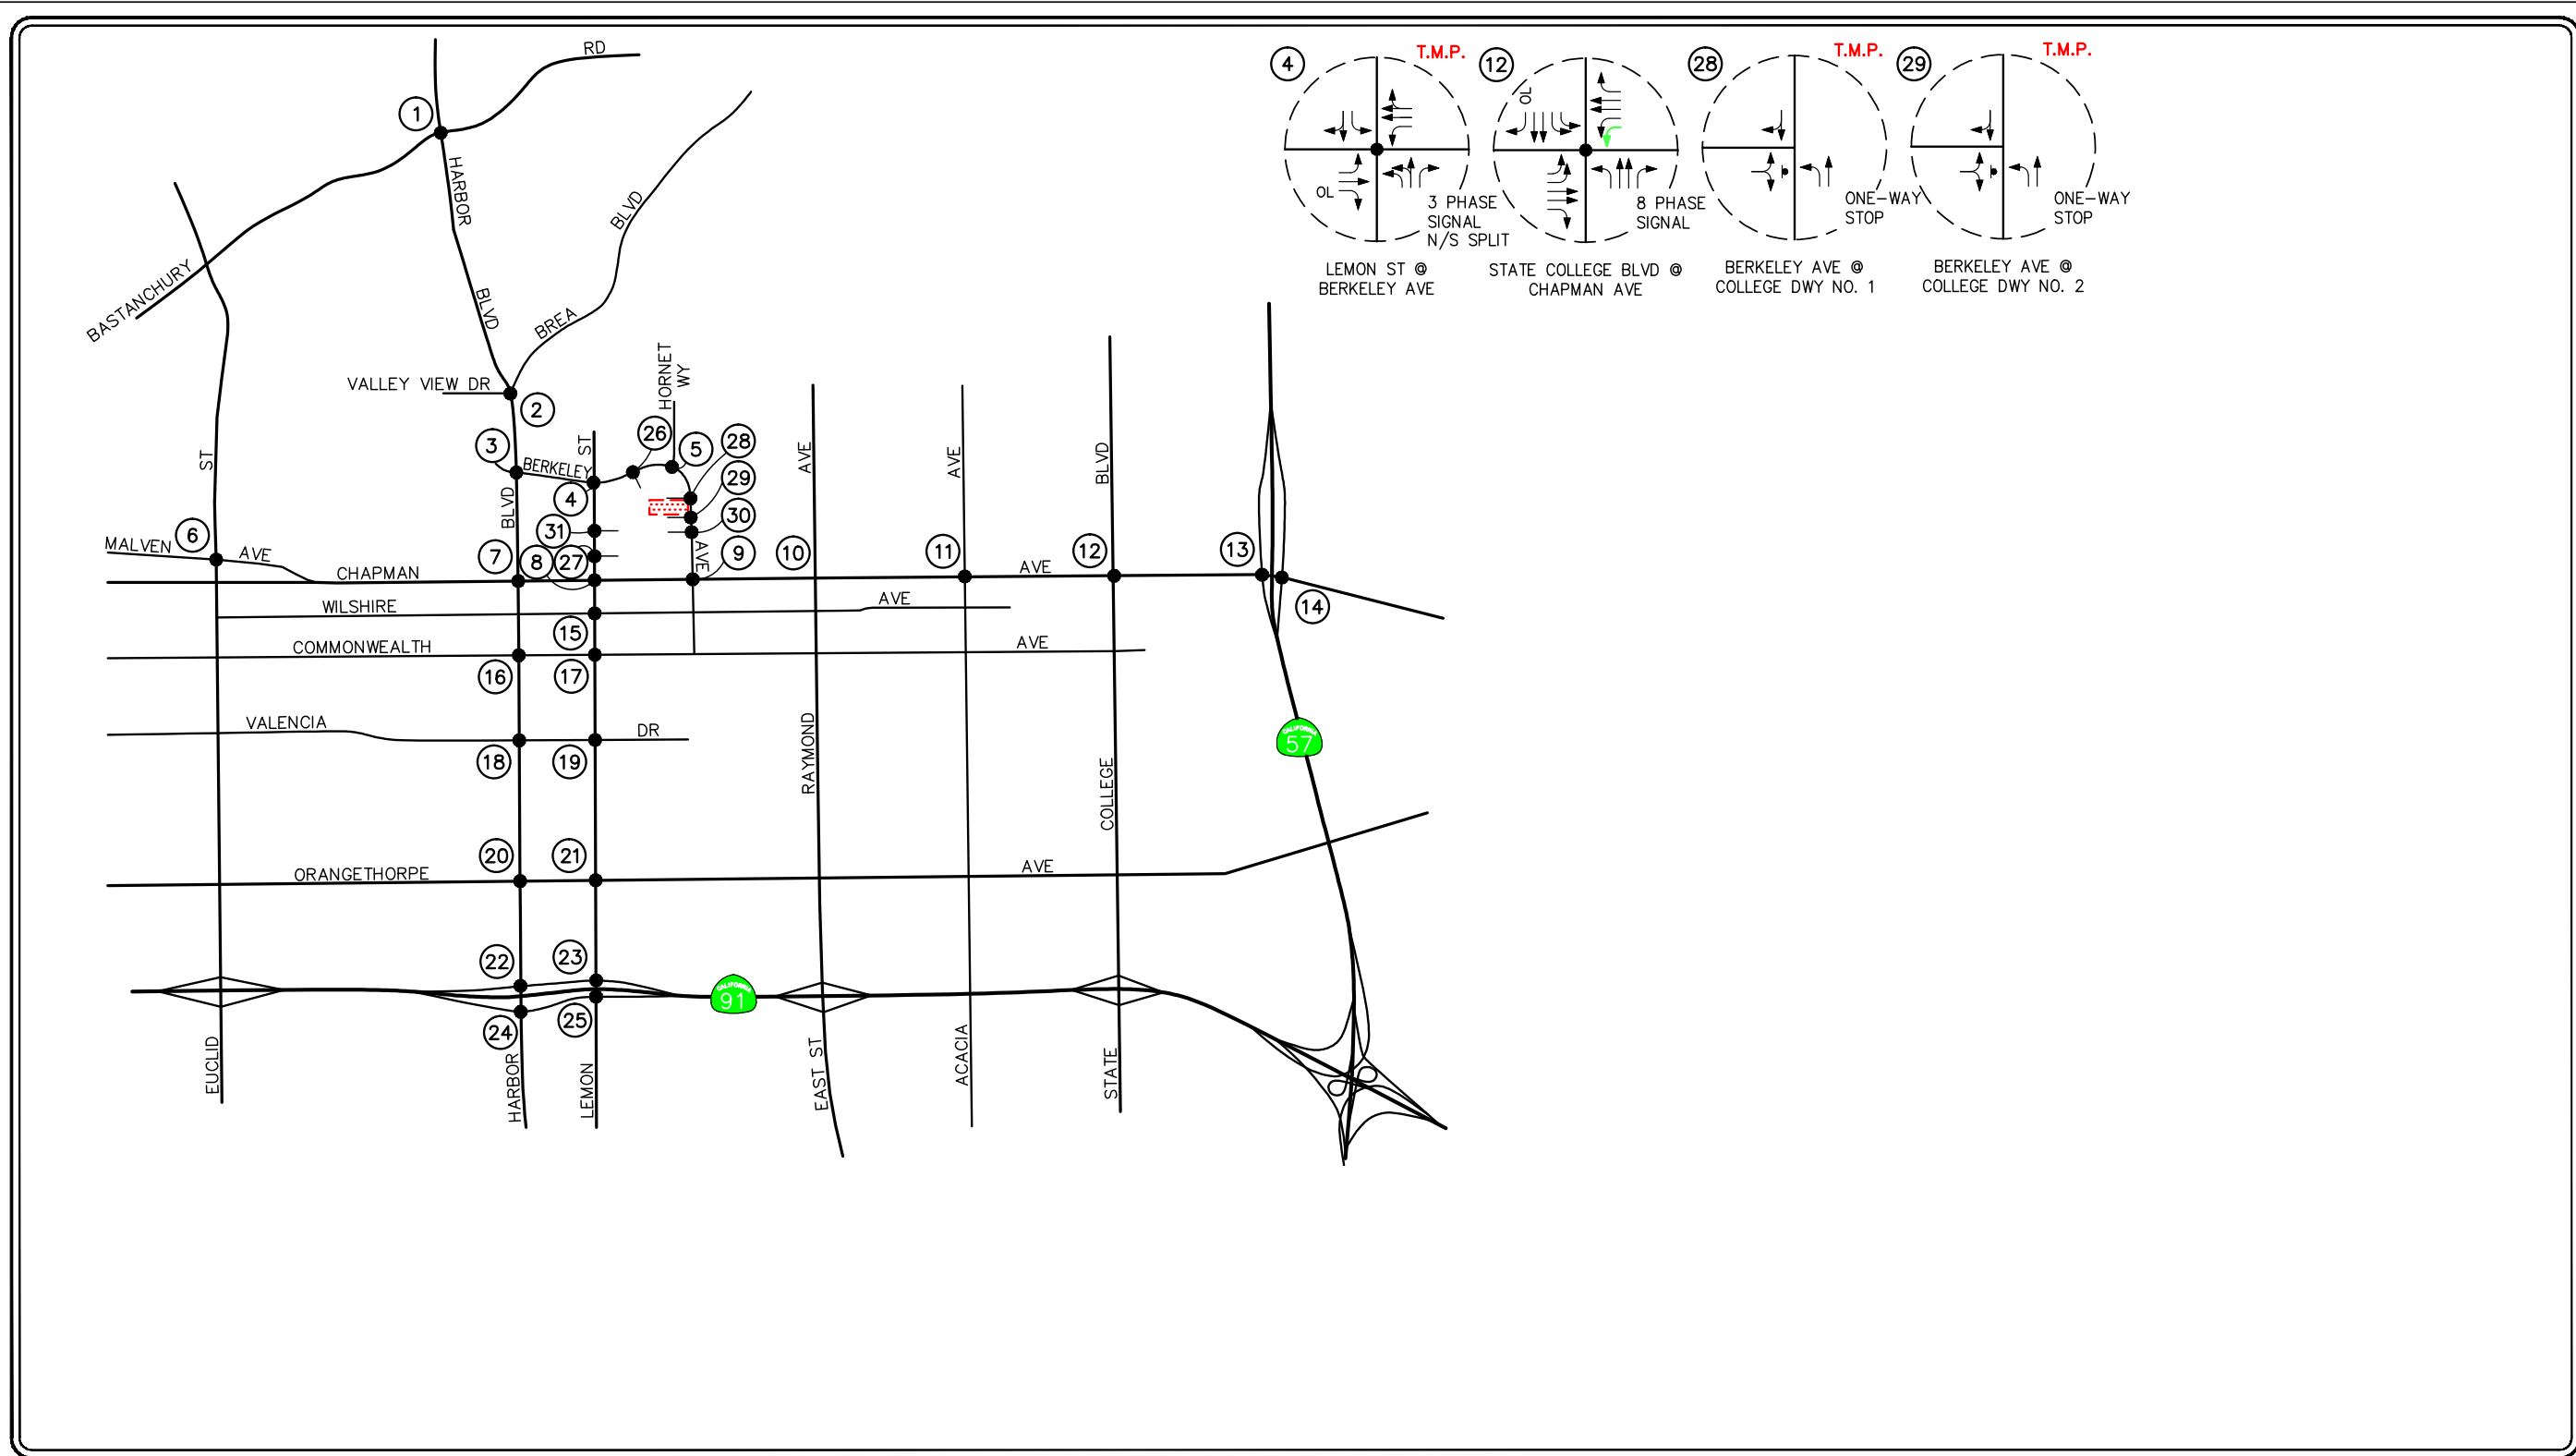 RD
BASTANCHURY
HARBOR
BLVD
BLVD
BREA
VALLEY VIEW DR
HORNET
WY
1
2
3
BERKELEY
ST
26
5
28
29
30
4
31
BLVD
AVE
9
ST
6
MALVEN
AVE
7
8
27
CHAPMAN
AVE
10
AVE
11
BLVD
12
AVE
13
14
WILSHIRE
AVE
15
COMMONWEALTH
AVE
16
17
VALENCIA
DR
18
19
RAYMOND
COLLEGE
CALIFORNIA
57
20
21
ORANGETHORPE
AVE
22
23
24
25
CALIFORNIA
91
EUCLID
HARBOR
LEMON
EAST ST
ACACIA
STATE
4
T.M.P.
OL
3 PHASE
SIGNAL
N/S SPLIT
LEMON ST @
BERKELEY AVE
12
OL
8 PHASE
SIGNAL
STATE COLLEGE BLVD @
CHAPMAN AVE
28
T.M.P.
ONE-WAY
STOP
BERKELEY AVE @
COLLEGE DWY NO. 1
29
T.M.P.
ONE-WAY
STOP
BERKELEY AVE @
COLLEGE DWY NO. 2